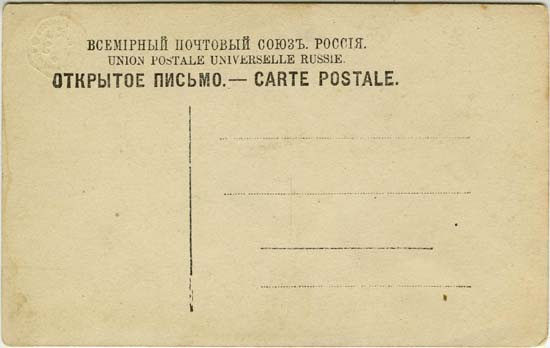 ВСЕМІРНЫЙ ПОЧТОВЫЙ СОЮЗЪ. РОССІЯ.
UNION POSTALE UNIVERSELLE RUSSIE.
ОТКРЫТОЕ ПИСЬМО.— CARTE POSTALE.